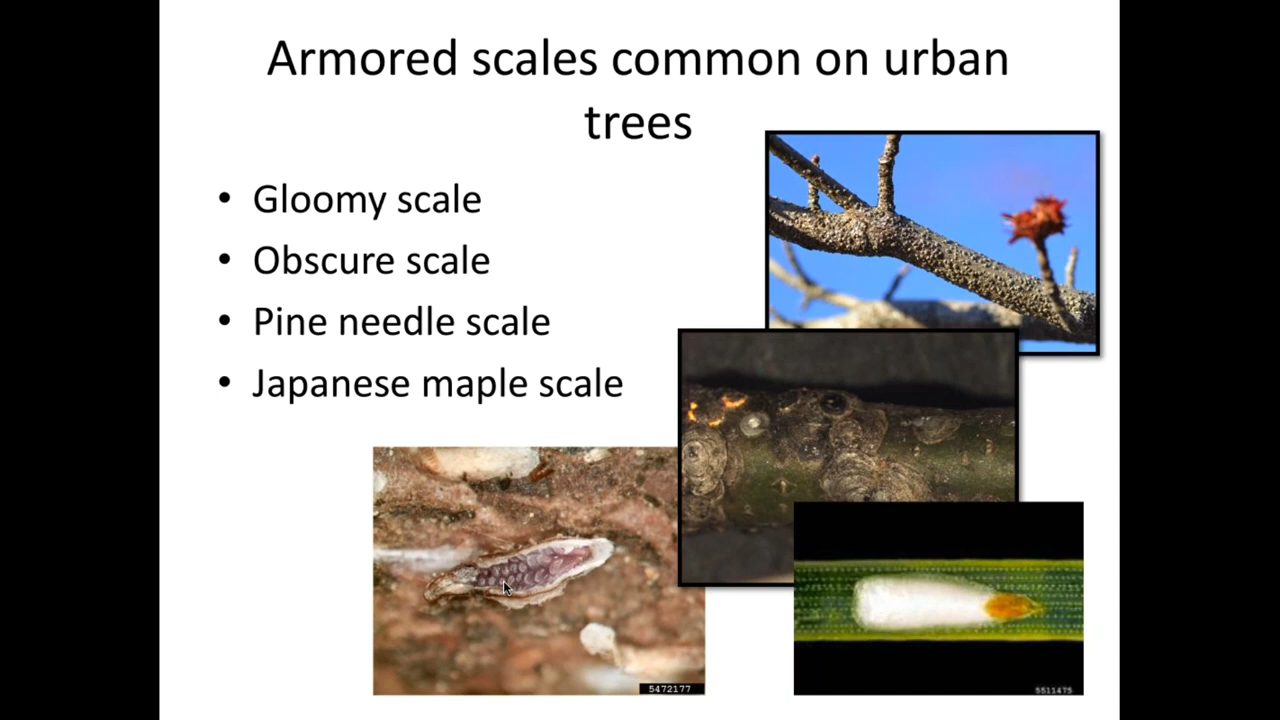 Armored scales common on urban
trees
• Gloomy scale
• Obscure scale
• Pine needle scale
• Japanese maple scale
5472177
5511475